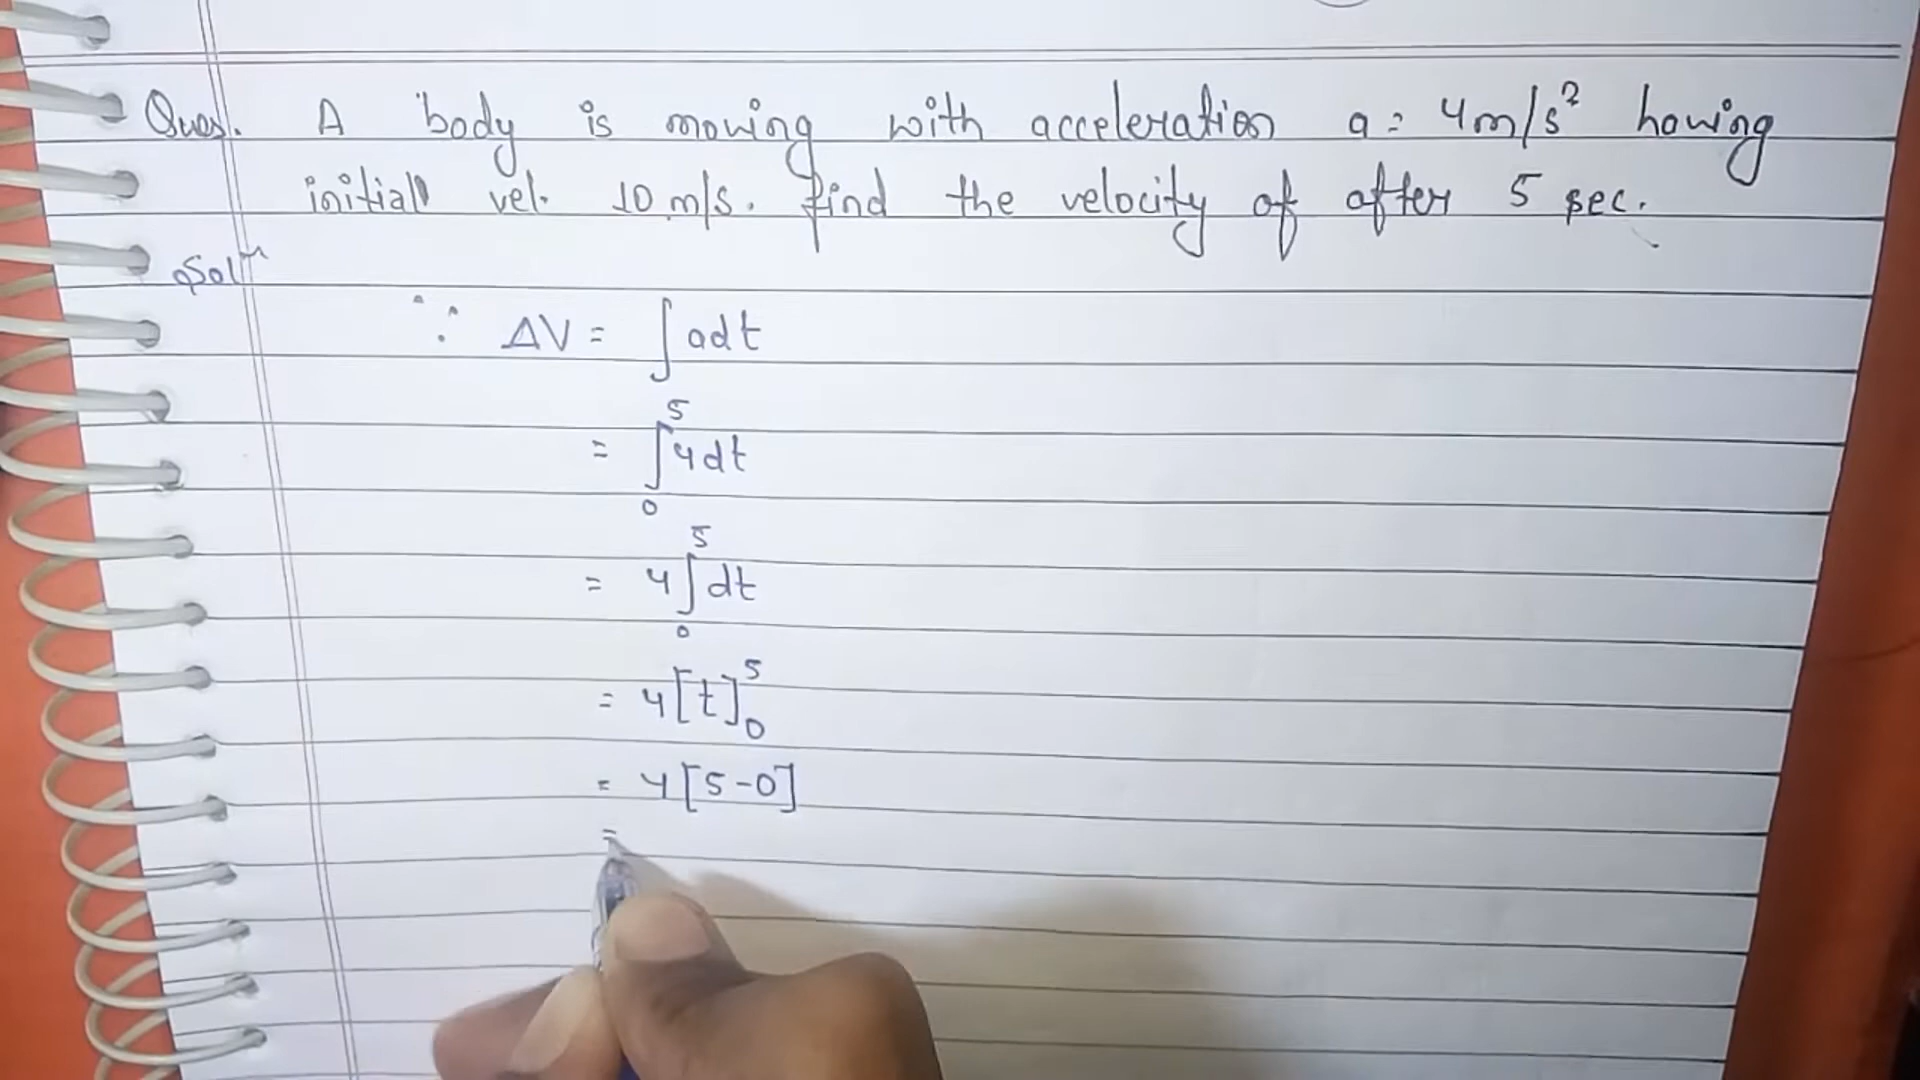 Ques. A body is moving with acceleration a = 4m/s² having
initial vel. 10 m/s. find the velocity of after 5 sec.
Solⁿ
∵ ΔV = ∫adt
= ∫₀⁵ 4dt
= 4∫₀⁵ dt
= 4[t]₀⁵
= 4[5-0]
=